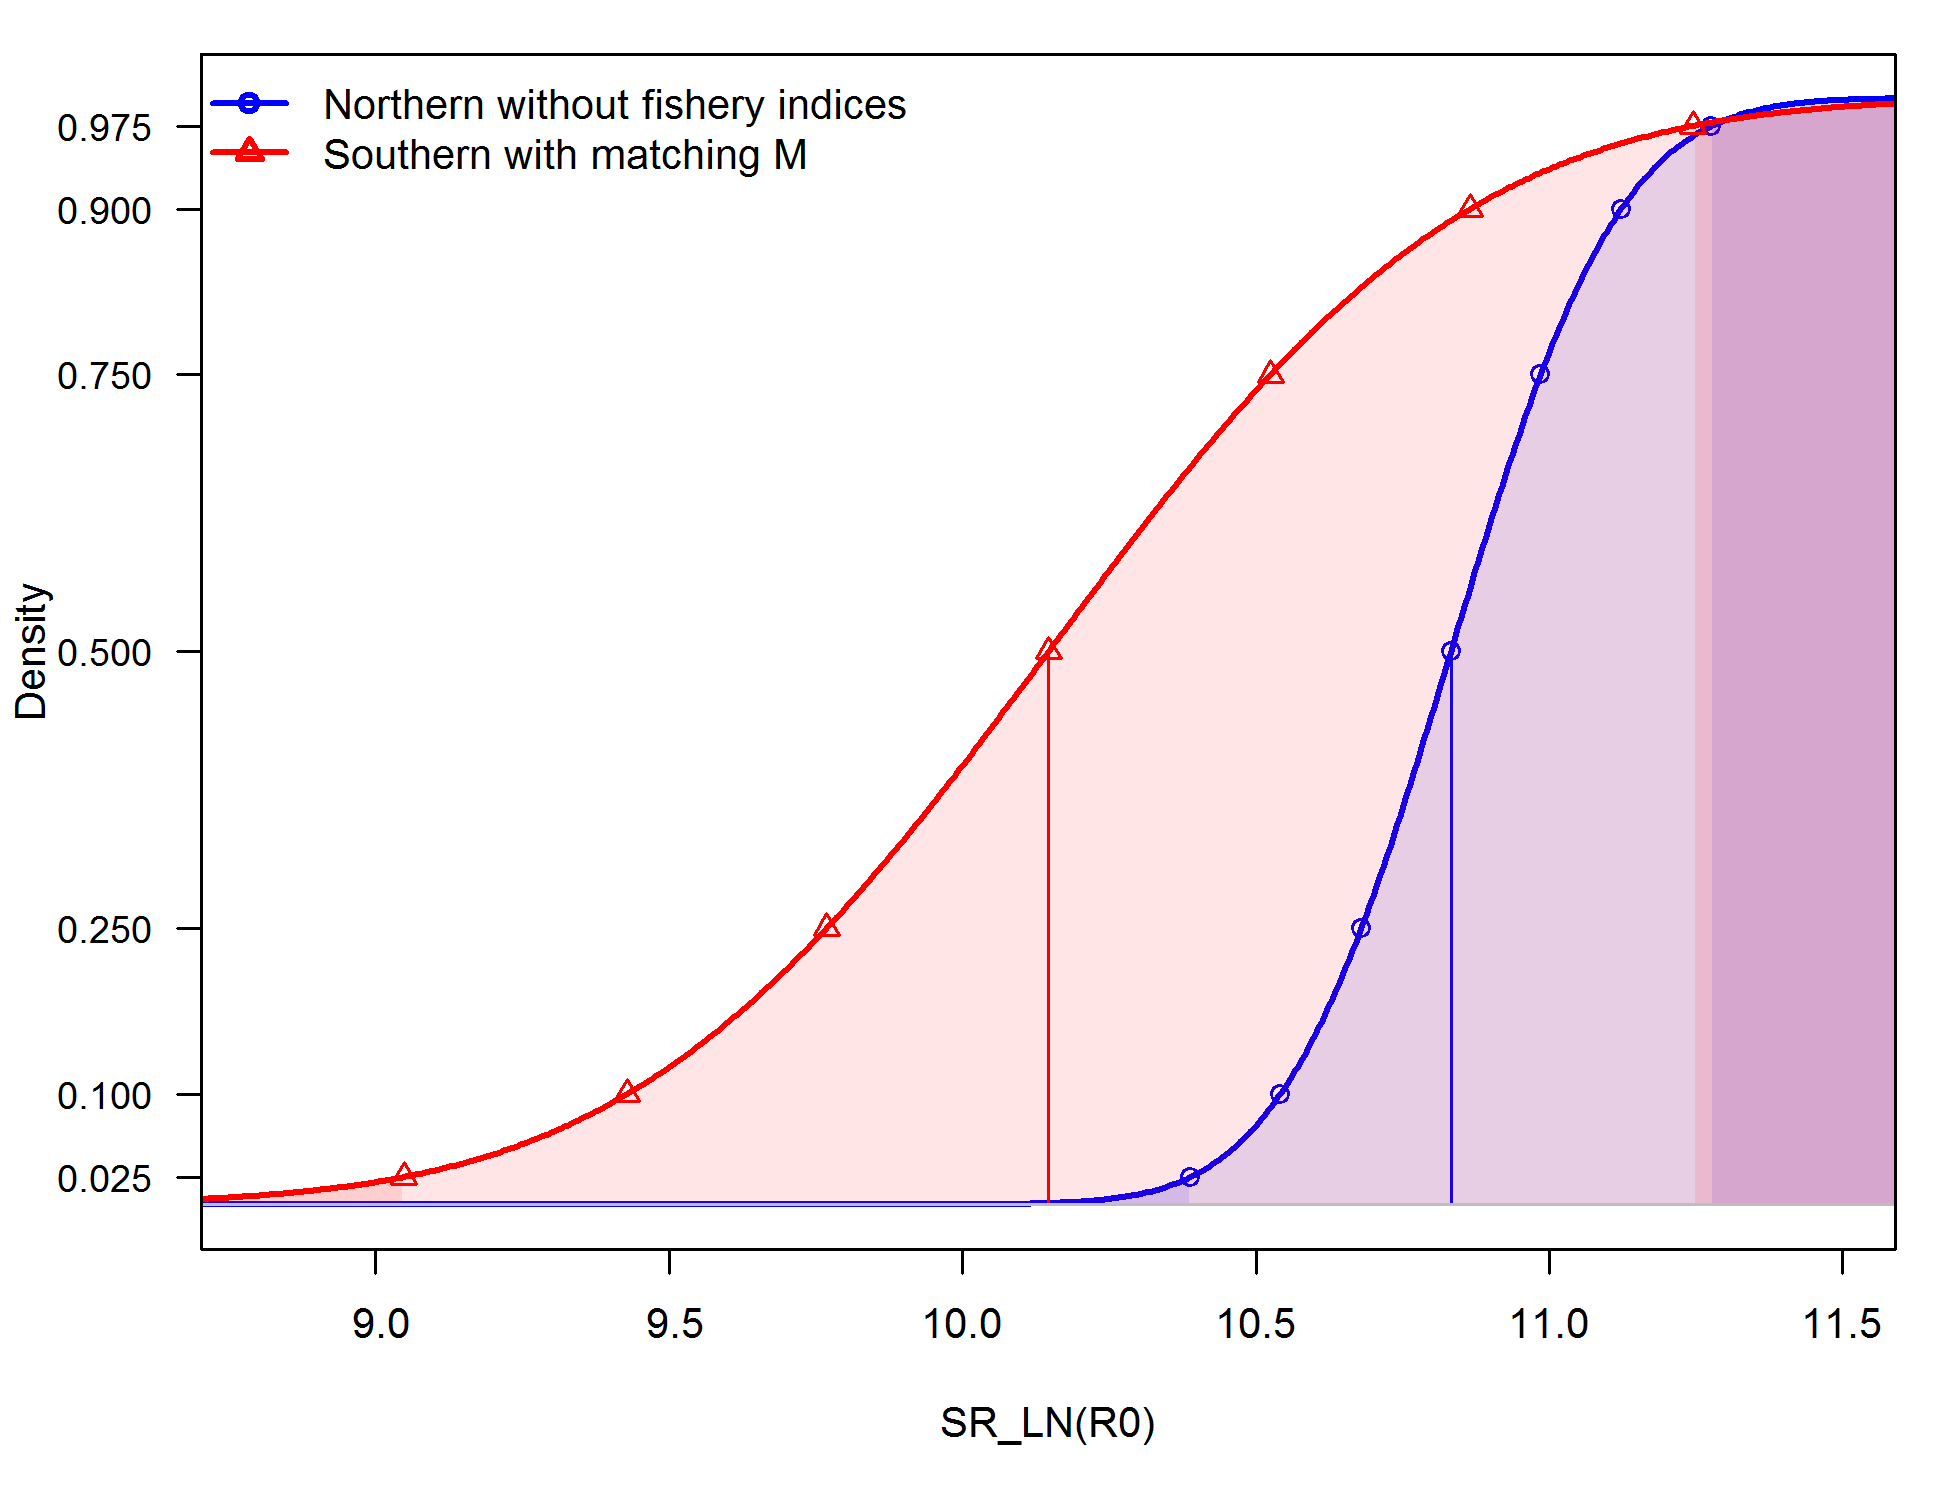 Northern without fishery indices
Southern with matching M
Density
0.975
0.900
0.750
0.500
0.250
0.100
0.025
9.0 9.5 10.0 10.5 11.0 11.5
SR_LN(R0)